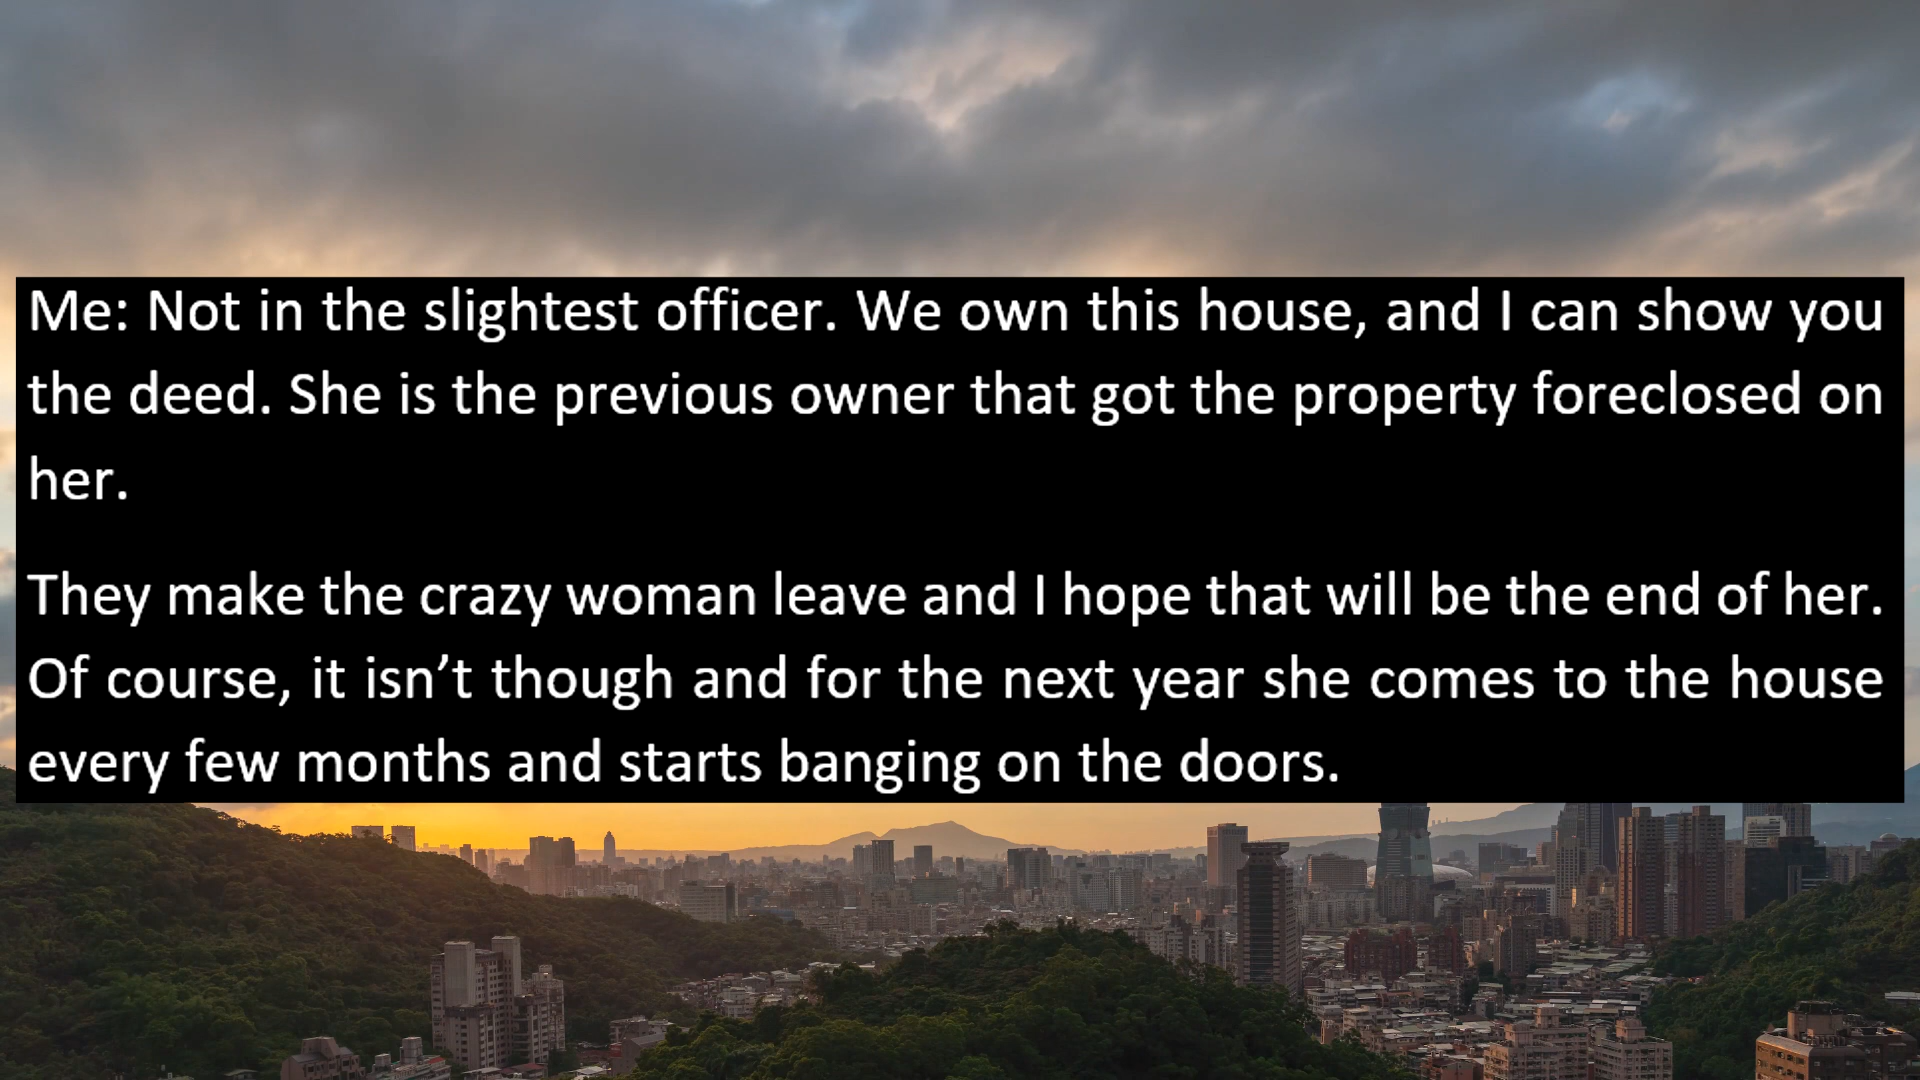 Me: Not in the slightest officer. We own this house, and I can show you
the deed. She is the previous owner that got the property foreclosed on
her.
They make the crazy woman leave and I hope that will be the end of her.
Of course, it isn’t though and for the next year she comes to the house
every few months and starts banging on the doors.